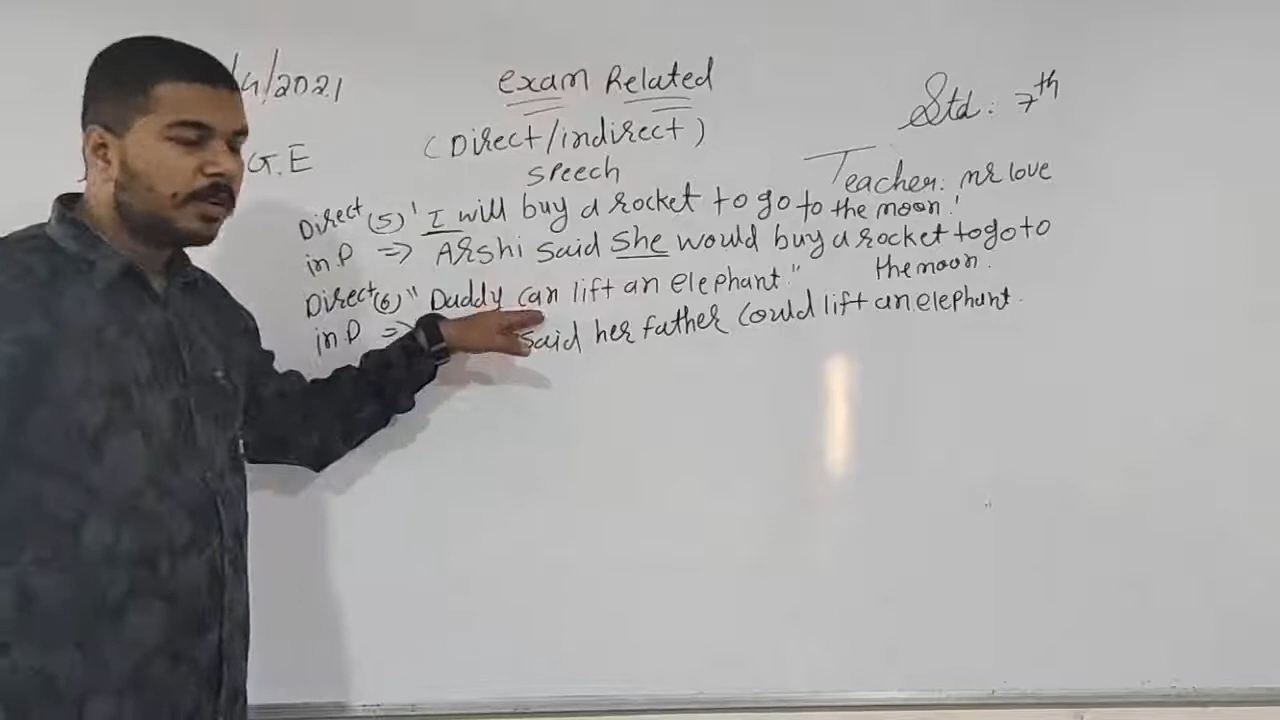 /4/2021
exam Related
Std: 7th
G.E
(Direct/indirect)
speech
Teacher: mr love
Direct (5) 'I will buy a rocket to go to the moon.'
in.D => Arshi said she would buy a rocket to go to
the moon.
Direct (6) "Daddy can lift an elephant."
in.D => said her father could lift an elephant.